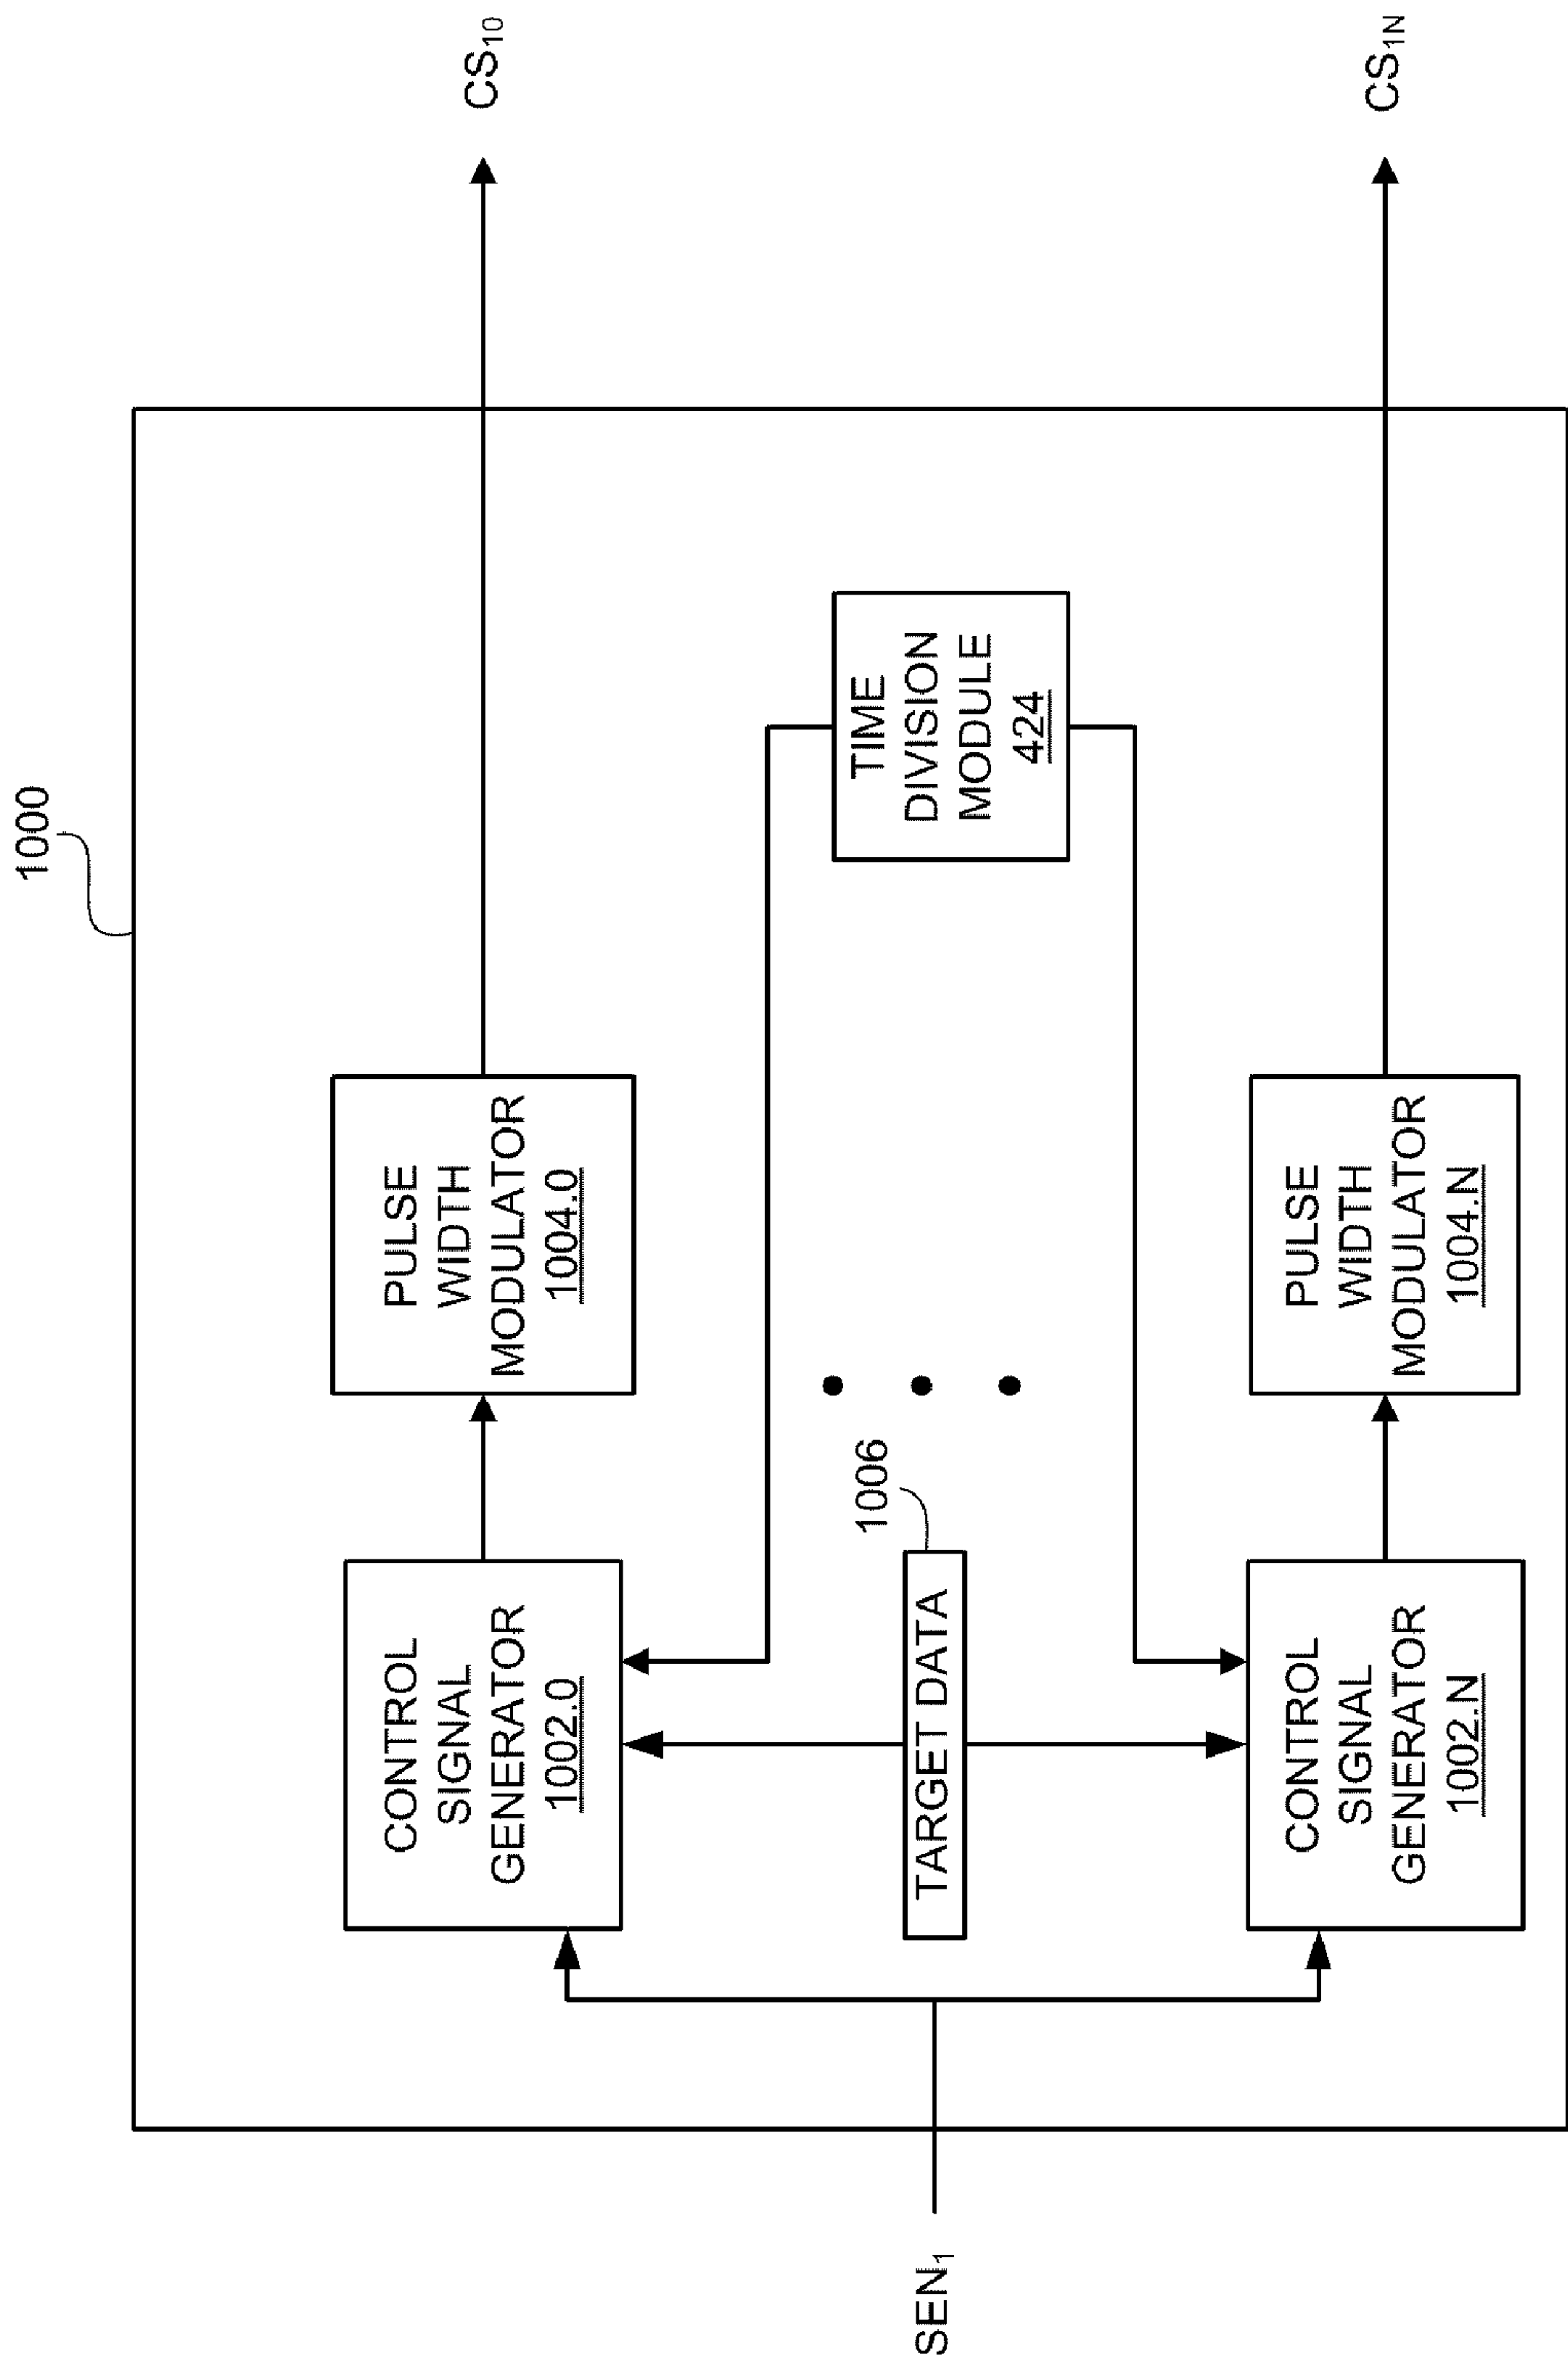 1000
CONTROL
SIGNAL
GENERATOR
1002.0
PULSE
WIDTH
MODULATOR
1004.0
CS10
SEN1
TARGET DATA
1006
TIME
DIVISION
MODULE
424
CONTROL
SIGNAL
GENERATOR
1002.N
PULSE
WIDTH
MODULATOR
1004.N
CS1N